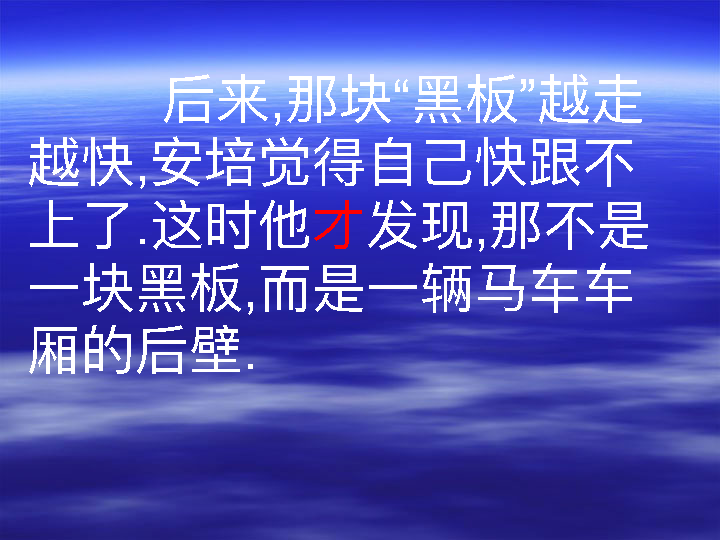 后来,那块“黑板”越走
越快,安培觉得自己快跟不
上了.这时他才发现,那不是
一块黑板,而是一辆马车车
厢的后壁.